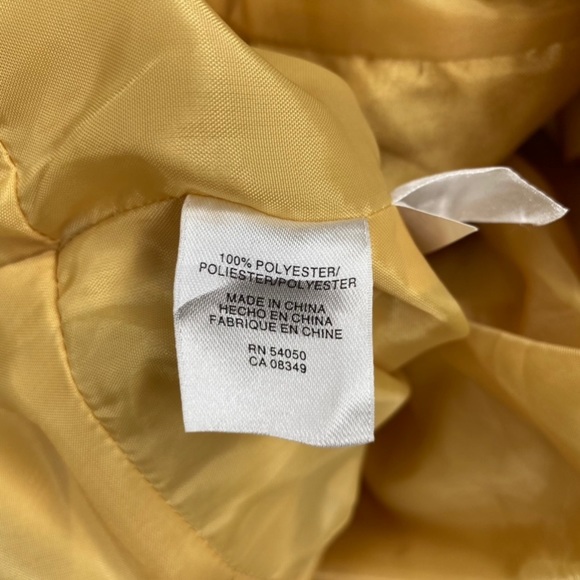 100% POLYESTER/
POLIESTER/POLYESTER
MADE IN CHINA
HECHO EN CHINA
FABRIQUE EN CHINE
RN 54050
CA 08349